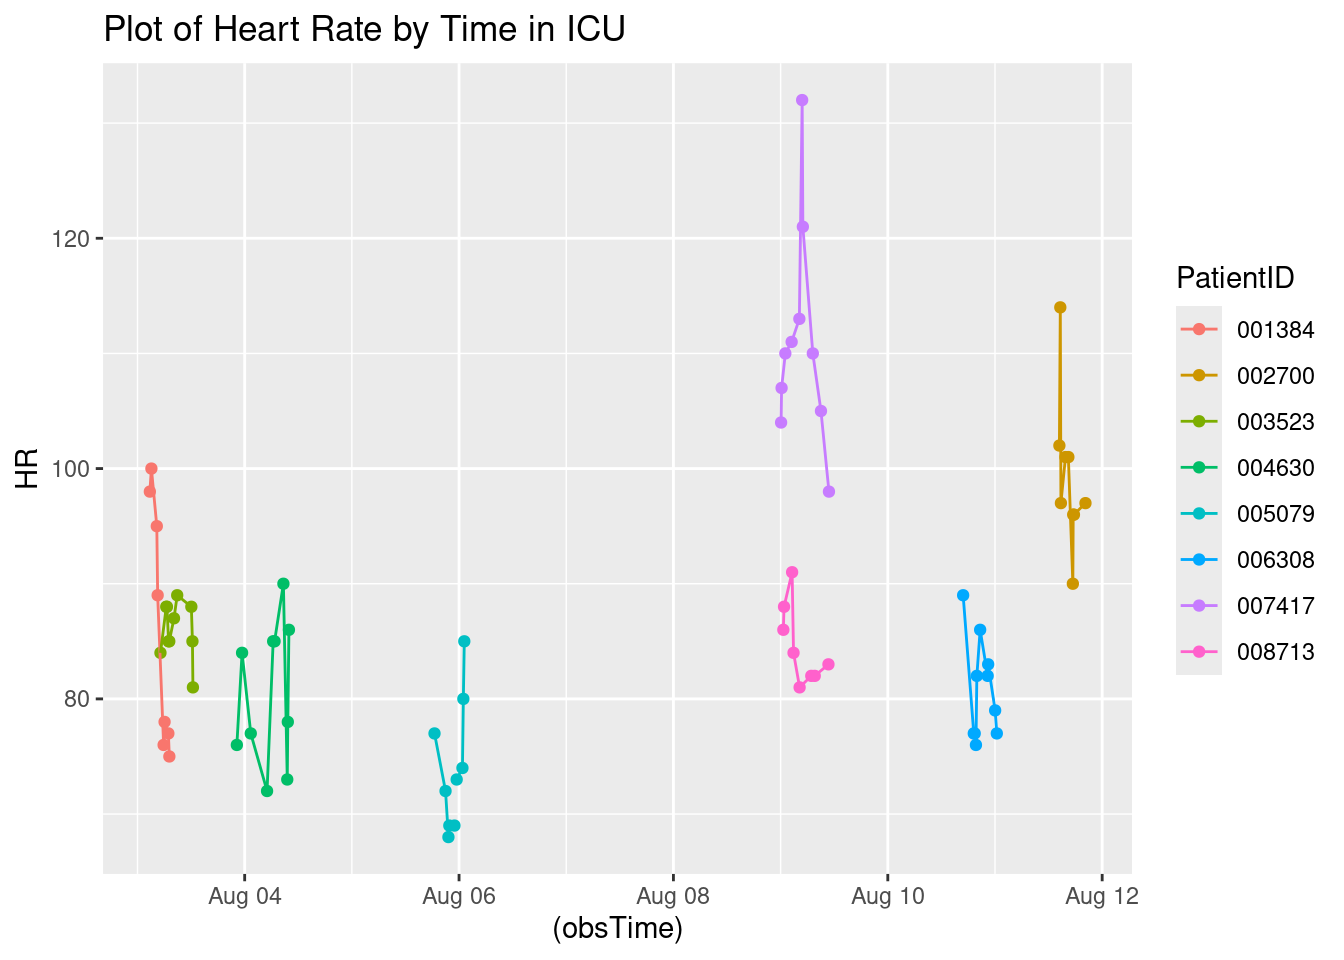 Plot of Heart Rate by Time in ICU
HR
120
100
80
Aug 04
Aug 06
Aug 08
Aug 10
Aug 12
(obsTime)
PatientID
001384
002700
003523
004630
005079
006308
007417
008713